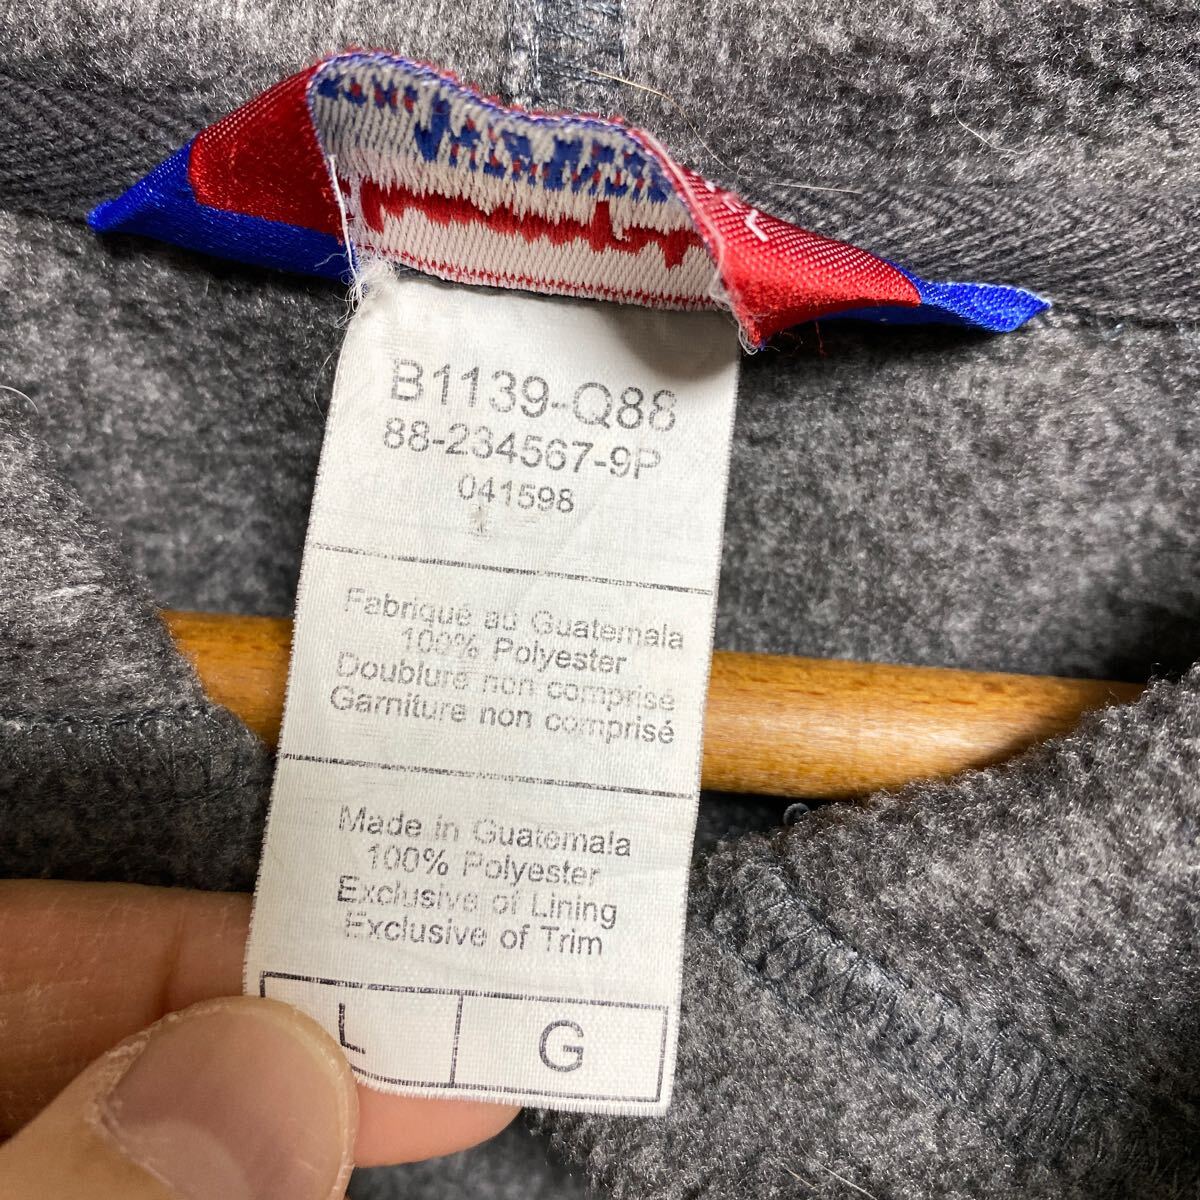 B1139-Q88
88-234567-9P
041598
Fabriqué au Guatemala
100% Polyester
Doublure non comprise
Garniture non comprisé
Made in Guatemala
100% Polyester
Exclusive of Lining
Exclusive of Trim
L G